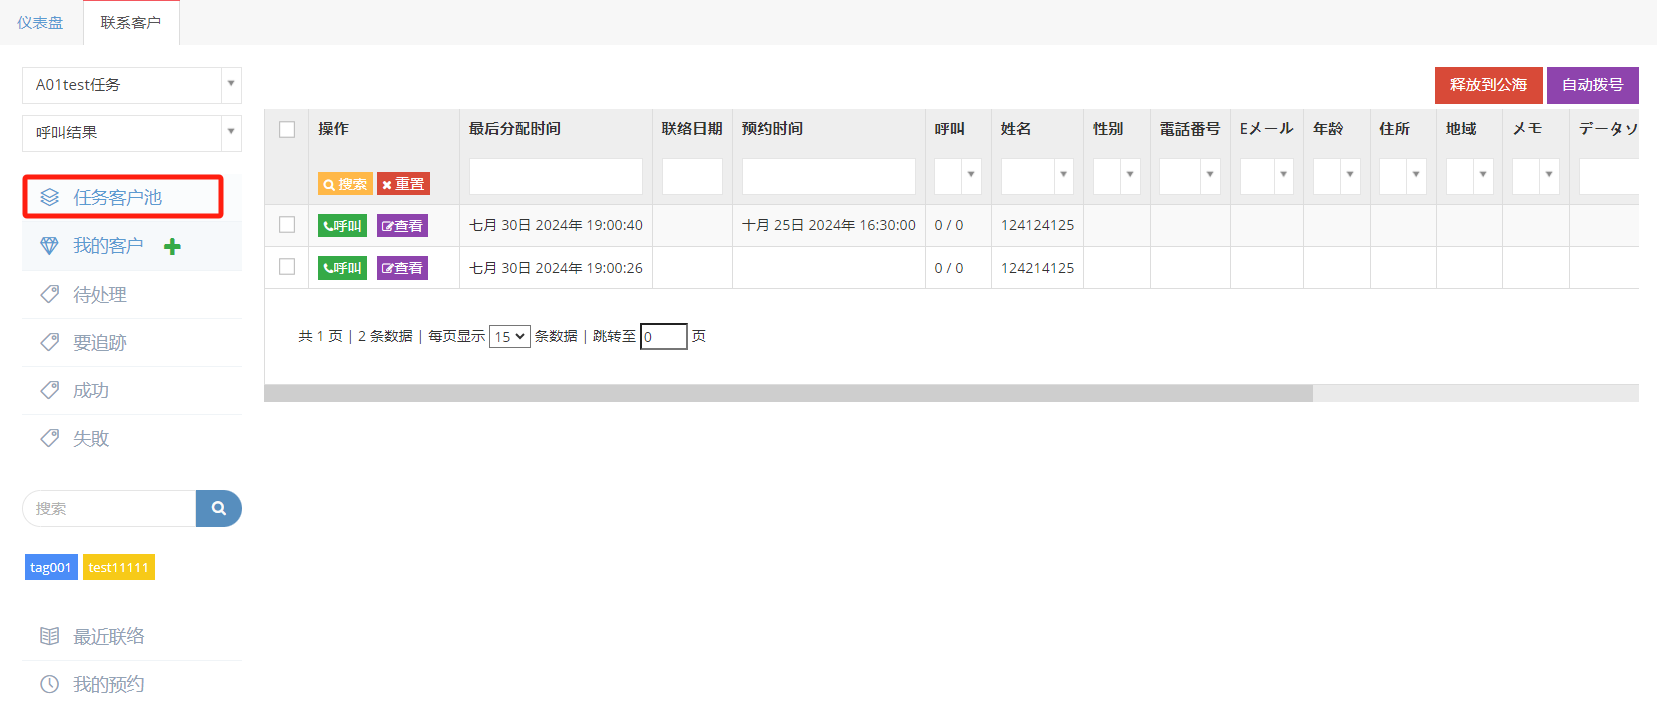 仪表盘 联系客户
A01test任务
呼叫结果
任务客户池
我的客户
待处理
要追跡
成功
失敗
搜索
tag001 test11111
最近联络
我的预约
释放到公海 自动拨号
操作 最后分配时间 联络日期 预约时间 呼叫 姓名 性别 電話番号 Eメール 年龄 住所 地域 メモ データソ
搜索 重置
呼叫 查看 七月 30日 2024年 19:00:40 十月 25日 2024年 16:30:00 0 / 0 124124125
呼叫 查看 七月 30日 2024年 19:00:26 0 / 0 124214125
共 1 页 | 2 条数据 | 每页显示 15 条数据 | 跳转至 0 页